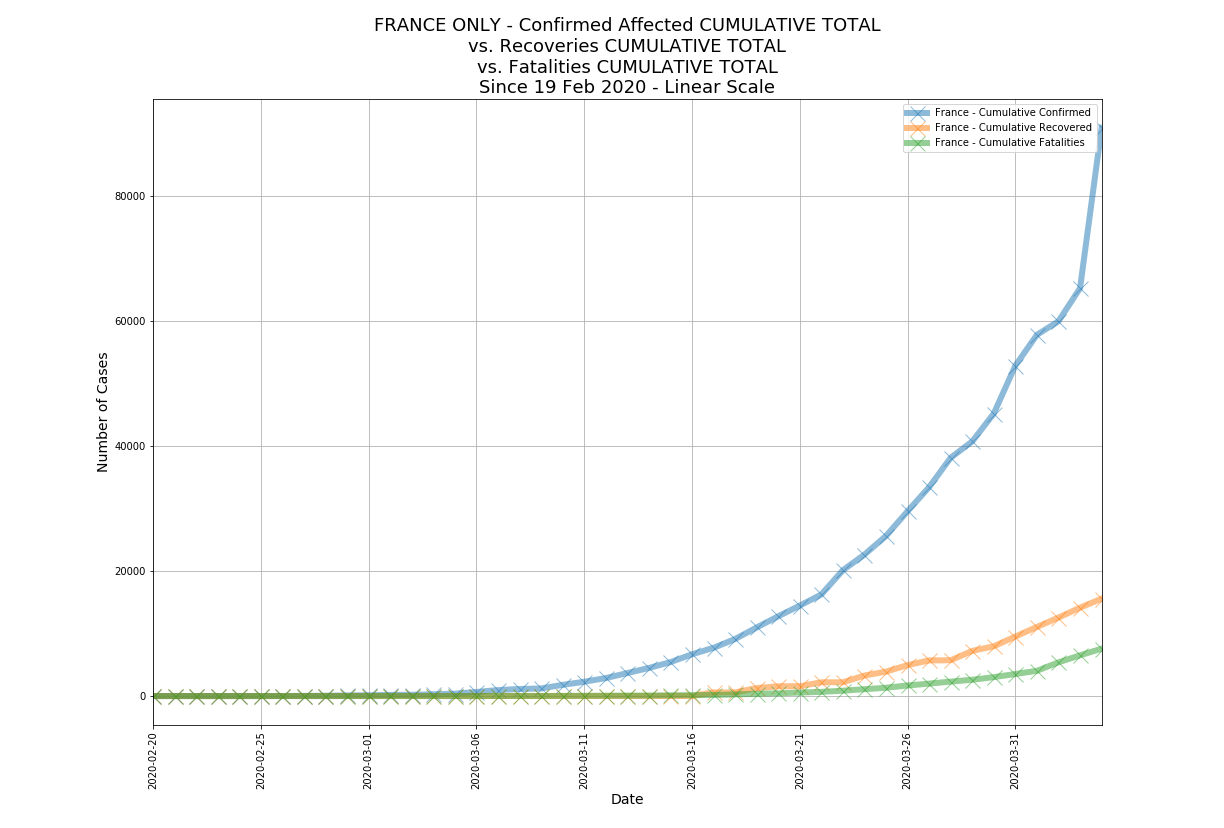 FRANCE ONLY - Confirmed Affected CUMULATIVE TOTAL
vs. Recoveries CUMULATIVE TOTAL
vs. Fatalities CUMULATIVE TOTAL
Since 19 Feb 2020 - Linear Scale
France - Cumulative Confirmed
France - Cumulative Recovered
France - Cumulative Fatalities
Number of Cases
80000
60000
40000
20000
0
2020-02-20
2020-02-25
2020-03-01
2020-03-06
2020-03-11
2020-03-16
2020-03-21
2020-03-26
2020-03-31
Date